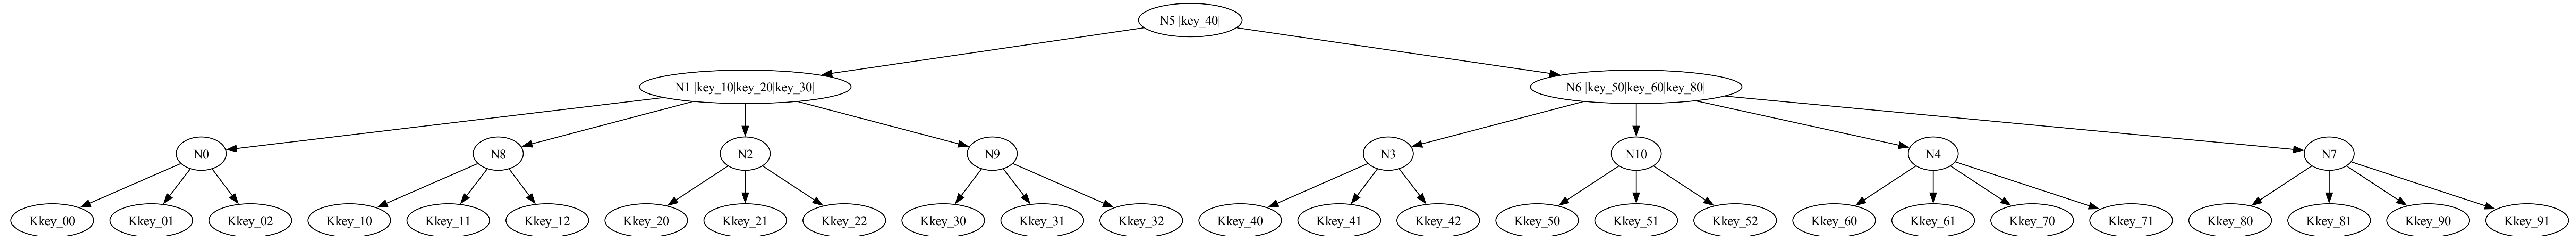 N5 |key_40|
N1 |key_10|key_20|key_30|
N6 |key_50|key_60|key_80|
N0
N8
N2
N9
N3
N10
N4
N7
Kkey_00
Kkey_01
Kkey_02
Kkey_10
Kkey_11
Kkey_12
Kkey_20
Kkey_21
Kkey_22
Kkey_30
Kkey_31
Kkey_32
Kkey_40
Kkey_41
Kkey_42
Kkey_50
Kkey_51
Kkey_52
Kkey_60
Kkey_61
Kkey_70
Kkey_71
Kkey_80
Kkey_81
Kkey_90
Kkey_91